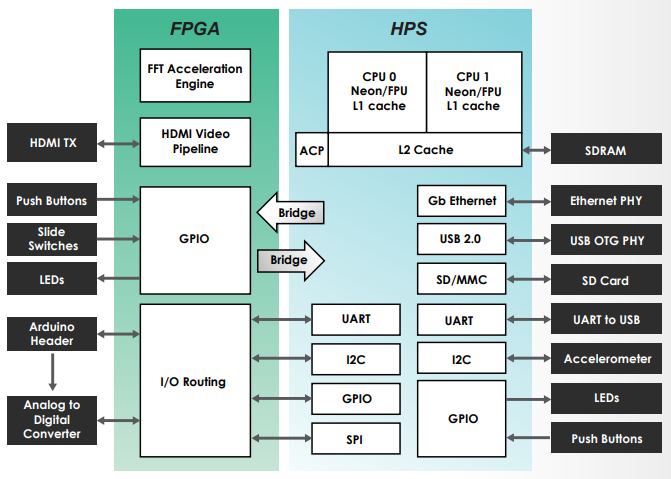 FPGA
HPS
FFT Acceleration
Engine
CPU 0
Neon/FPU
L1 cache
CPU 1
Neon/FPU
L1 cache
HDMI TX
HDMI Video
Pipeline
ACP
L2 Cache
SDRAM
Push Buttons
Slide
Switches
LEDs
GPIO
Bridge
Bridge
Gb Ethernet
Ethernet PHY
USB 2.0
USB OTG PHY
SD/MMC
SD Card
Arduino
Header
Analog to
Digital
Converter
I/O Routing
UART
I2C
GPIO
SPI
UART
UART to USB
I2C
Accelerometer
GPIO
LEDs
Push Buttons